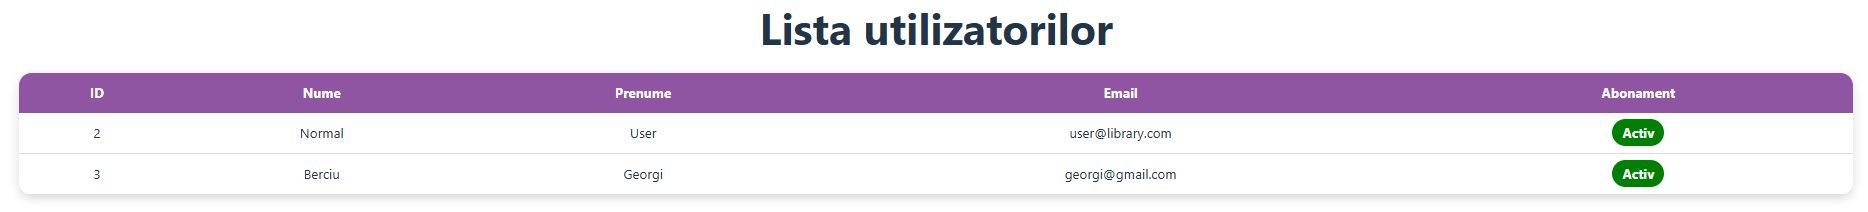 Lista utilizatorilor
ID Nume Prenume Email Abonament
2 Normal User user@library.com Activ
3 Berciu Georgi georgi@gmail.com Activ